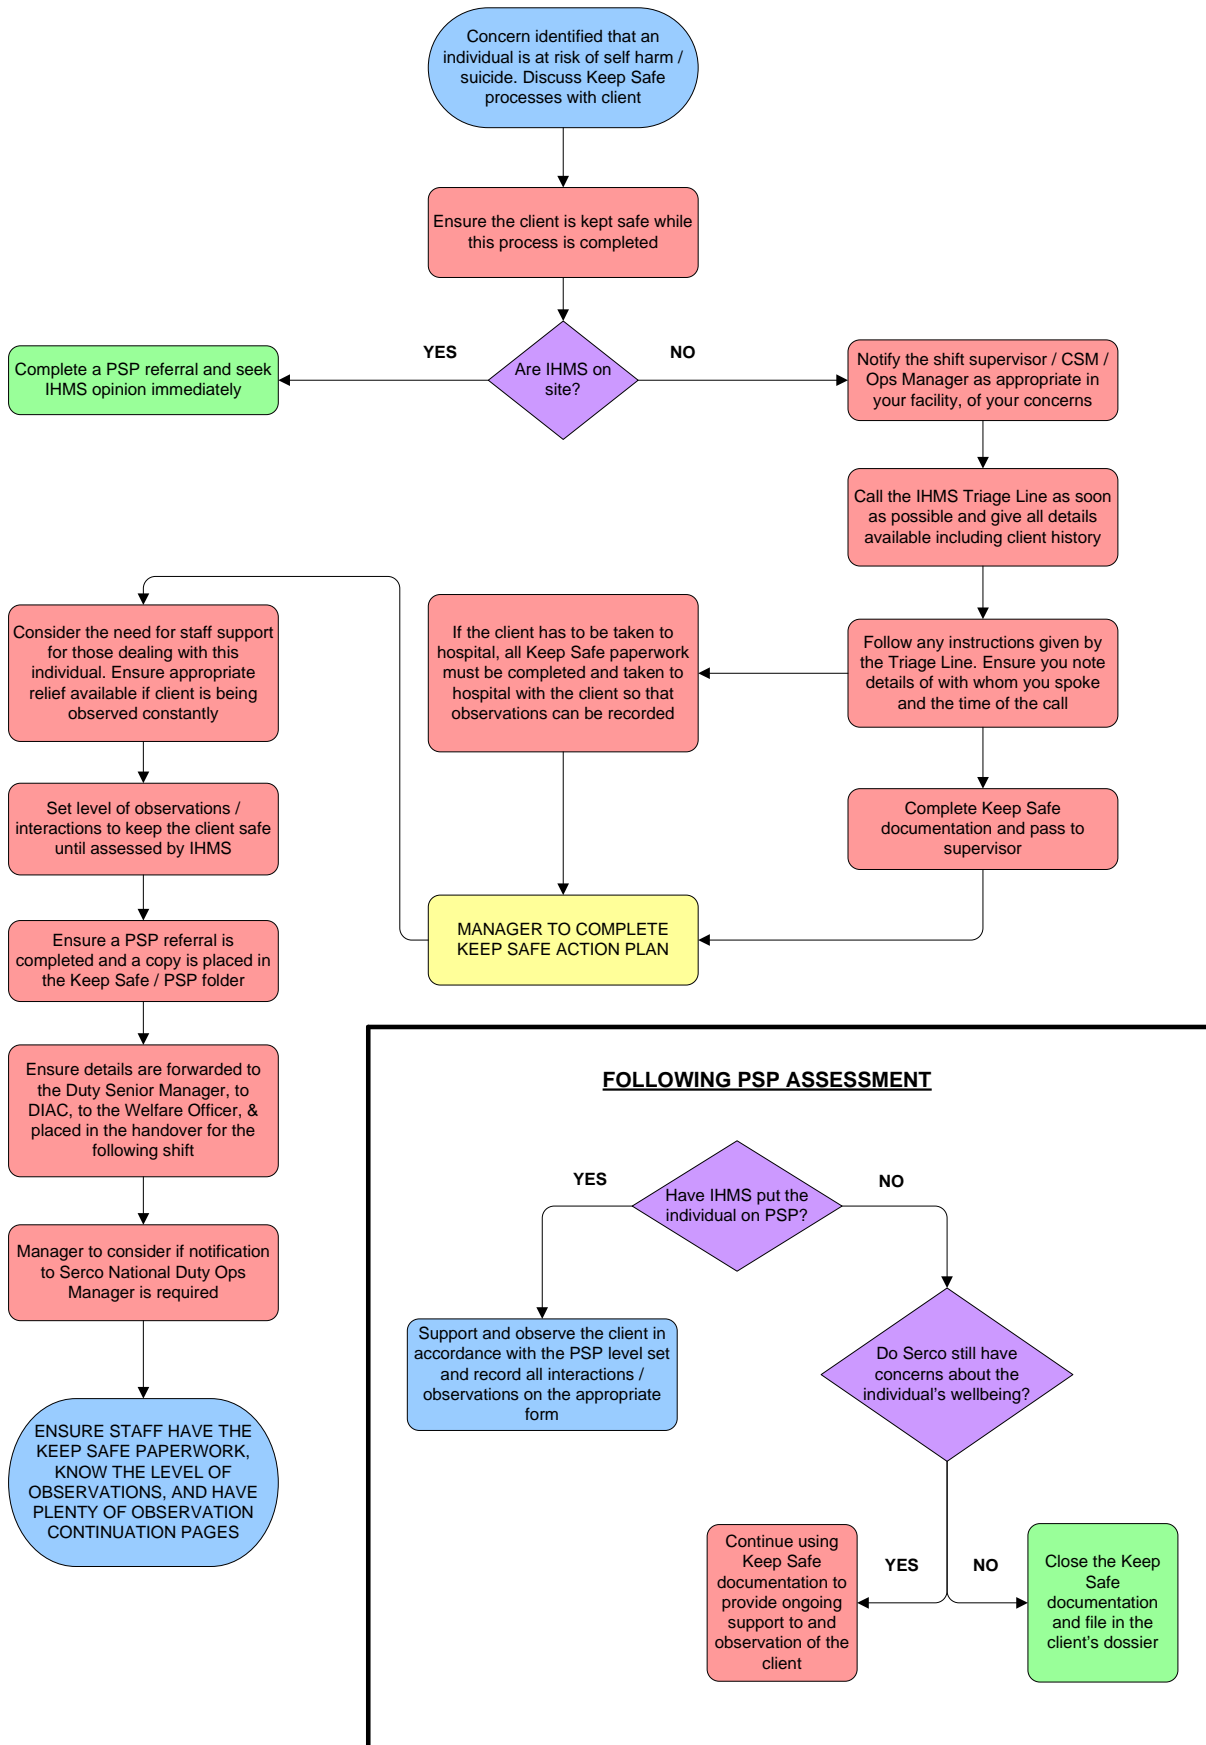 Concern identified that an
individual is at risk of self harm /
suicide. Discuss Keep Safe
processes with client
Ensure the client is kept safe while
this process is completed
Are IHMS on
site?
YES
NO
Complete a PSP referral and seek
IHMS opinion immediately
Notify the shift supervisor / CSM /
Ops Manager as appropriate in
your facility, of your concerns
Call the IHMS Triage Line as soon
as possible and give all details
available including client history
Follow any instructions given by
the Triage Line. Ensure you note
details of with whom you spoke
and the time of the call
If the client has to be taken to
hospital, all Keep Safe paperwork
must be completed and taken to
hospital with the client so that
observations can be recorded
Complete Keep Safe
documentation and pass to
supervisor
MANAGER TO COMPLETE
KEEP SAFE ACTION PLAN
Consider the need for staff support
for those dealing with this
individual. Ensure appropriate
relief available if client is being
observed constantly
Set level of observations /
interactions to keep the client safe
until assessed by IHMS
Ensure a PSP referral is
completed and a copy is placed in
the Keep Safe / PSP folder
Ensure details are forwarded to
the Duty Senior Manager, to
DIAC, to the Welfare Officer, &
placed in the handover for the
following shift
Manager to consider if notification
to Serco National Duty Ops
Manager is required
ENSURE STAFF HAVE THE
KEEP SAFE PAPERWORK,
KNOW THE LEVEL OF
OBSERVATIONS, AND HAVE
PLENTY OF OBSERVATION
CONTINUATION PAGES
FOLLOWING PSP ASSESSMENT
Have IHMS put the
individual on PSP?
YES
NO
Support and observe the client in
accordance with the PSP level set
and record all interactions /
observations on the appropriate
form
Do Serco still have
concerns about the
individual's wellbeing?
YES
NO
Continue using
Keep Safe
documentation to
provide ongoing
support to and
observation of the
client
Close the Keep
Safe
documentation
and file in the
client's dossier